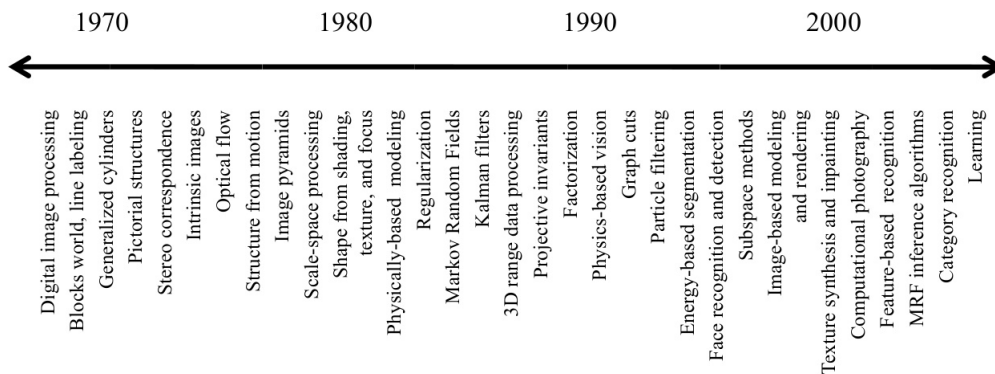 1970
1980
1990
2000
Digital image processing
Blocks world, line labeling
Generalized cylinders
Pictorial structures
Stereo correspondence
Intrinsic images
Optical flow
Structure from motion
Image pyramids
Scale-space processing
Shape from shading,
texture, and focus
Physically-based modeling
Regularization
Markov Random Fields
Kalman filters
3D range data processing
Projective invariants
Factorization
Physics-based vision
Graph cuts
Particle filtering
Energy-based segmentation
Face recognition and detection
Subspace methods
Image-based modeling
and rendering
Texture synthesis and inpainting
Computational photography
Feature-based recognition
MRF inference algorithms
Category recognition
Learning